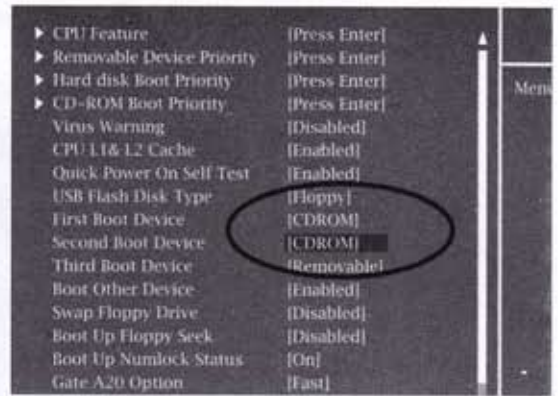 CPU Feature [Press Enter]
Removable Device Priority [Press Enter]
Hard disk Boot Priority [Press Enter]
CD-ROM Boot Priority [Press Enter]
Virus Warning [Disabled]
CPU L1& L2 Cache [Enabled]
Quick Power On Self Test [Enabled]
USB Flash Disk Type [Floppy]
First Boot Device [CDROM]
Second Boot Device [CDROM]
Third Boot Device [Removable]
Boot Other Device [Enabled]
Swap Floppy Drive [Disabled]
Boot Up Floppy Seek [Disabled]
Boot Up Numlock Status [On]
Gate A20 Option [Fast]
Menu